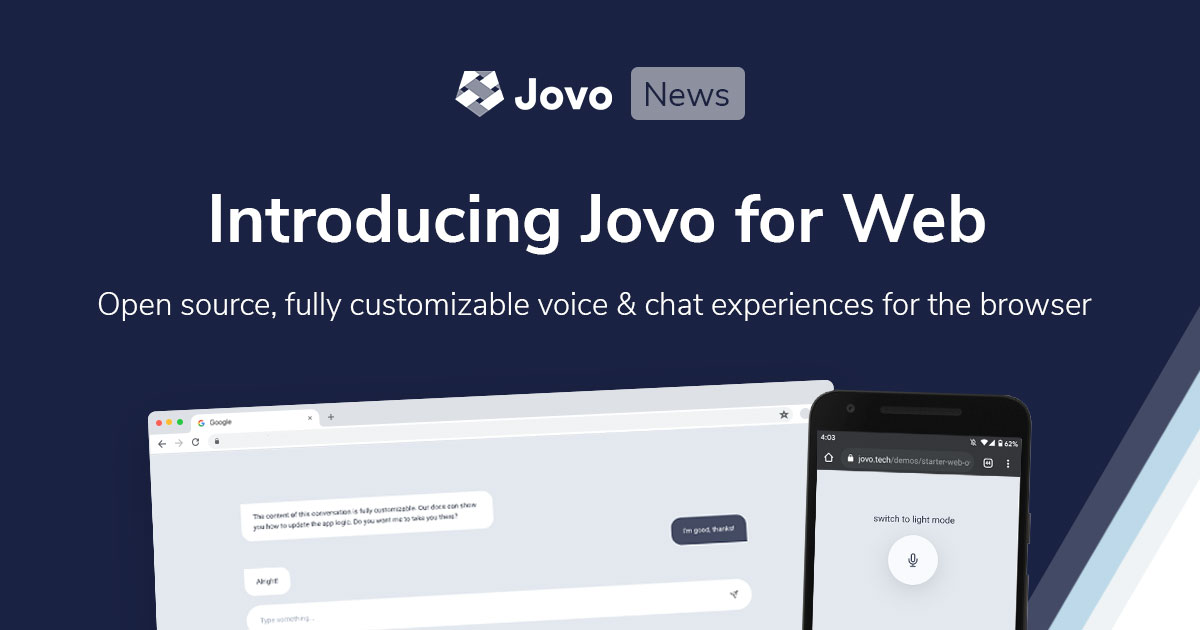 Jovo News
Introducing Jovo for Web
Open source, fully customizable voice & chat experiences for the browser
Google
The content of this conversation is fully customizable. Our docs can show
you how to update the app logic. Do you want me to take you there?
I'm good, thanks!
Alright!
Type something...
4:03
62%
jovo.tech/demos/starter-web-o
switch to light mode